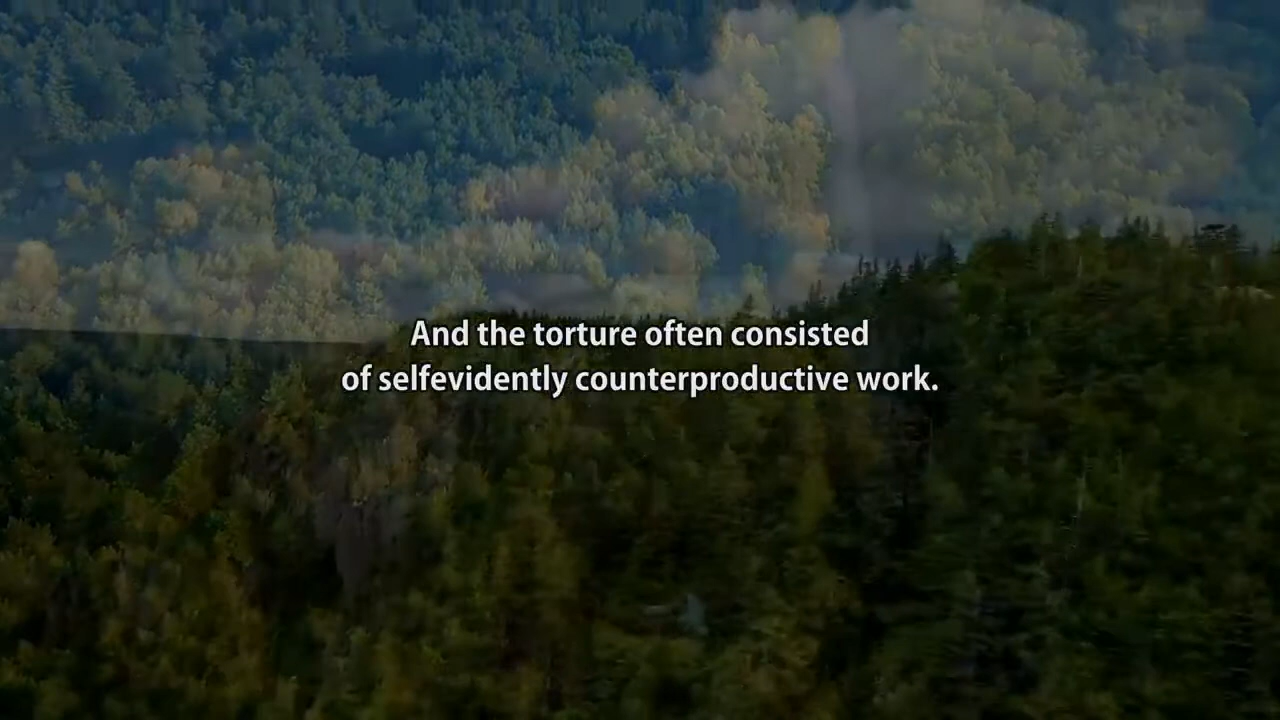 And the torture often consisted
of selfevidently counterproductive work.